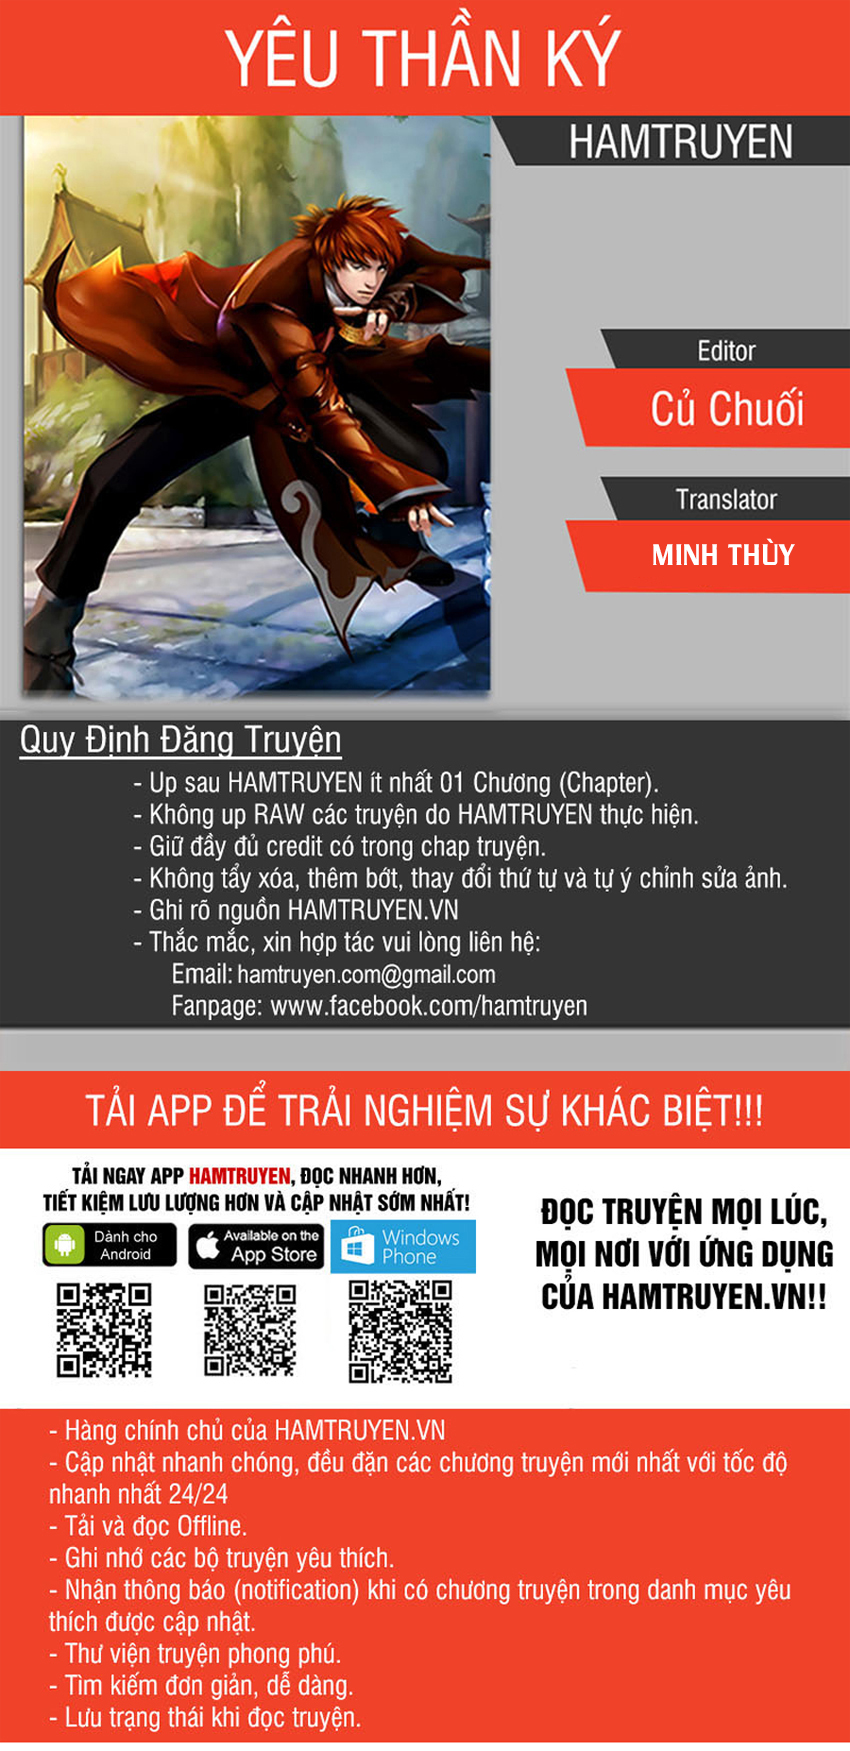 YÊU THẦN KÝ
HAMTRUYEN
Editor
Củ Chuối
Translator
MINH THÙY
Quy Định Đăng Truyện
- Up sau HAMTRUYEN ít nhất 01 Chương (Chapter).
- Không up RAW các truyện do HAMTRUYEN thực hiện.
- Giữ đầy đủ credit có trong chap truyện.
- Không tẩy xóa, thêm bớt, thay đổi thứ tự và tự ý chỉnh sửa ảnh.
- Ghi rõ nguồn HAMTRUYEN.VN
- Thắc mắc, xin hợp tác vui lòng liên hệ:
Email: hamtruyen.com@gmail.com
Fanpage: www.facebook.com/hamtruyen
TẢI APP ĐỂ TRẢI NGHIỆM SỰ KHÁC BIỆT!!!
TẢI NGAY APP HAMTRUYEN, ĐỌC NHANH HƠN,
TIẾT KIỆM LƯU LƯỢNG HƠN VÀ CẬP NHẬT SỚM NHẤT!
Dành cho
Android
Available on the
App Store
Windows
Phone
ĐỌC TRUYỆN MỌI LÚC,
MỌI NƠI VỚI ỨNG DỤNG
CỦA HAMTRUYEN.VN!!
- Hàng chính chủ của HAMTRUYEN.VN
- Cập nhật nhanh chóng, đều đặn các chương truyện mới nhất với tốc độ
nhanh nhất 24/24
- Tải và đọc Offline.
- Ghi nhớ các bộ truyện yêu thích.
- Nhận thông báo (notification) khi có chương truyện trong danh mục yêu
thích được cập nhật.
- Thư viện truyện phong phú.
- Tìm kiếm đơn giản, dễ dàng.
- Lưu trạng thái khi đọc truyện.